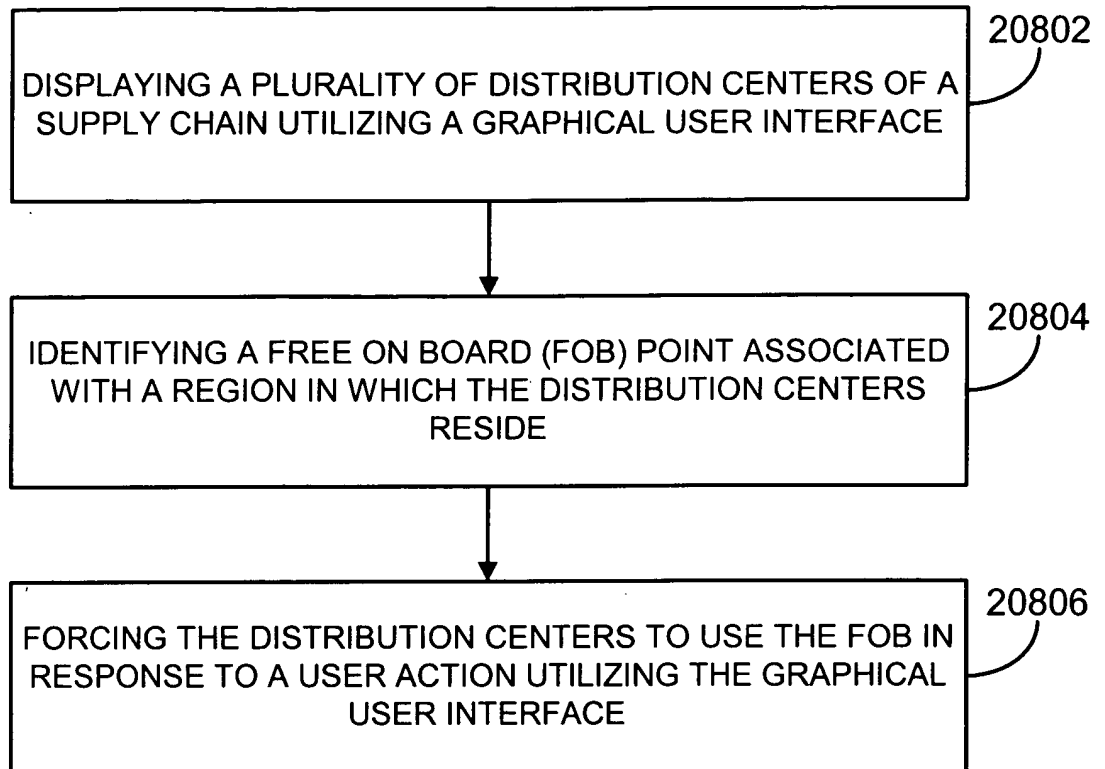 20802
DISPLAYING A PLURALITY OF DISTRIBUTION CENTERS OF A
SUPPLY CHAIN UTILIZING A GRAPHICAL USER INTERFACE
20804
IDENTIFYING A FREE ON BOARD (FOB) POINT ASSOCIATED
WITH A REGION IN WHICH THE DISTRIBUTION CENTERS
RESIDE
20806
FORCING THE DISTRIBUTION CENTERS TO USE THE FOB IN
RESPONSE TO A USER ACTION UTILIZING THE GRAPHICAL
USER INTERFACE